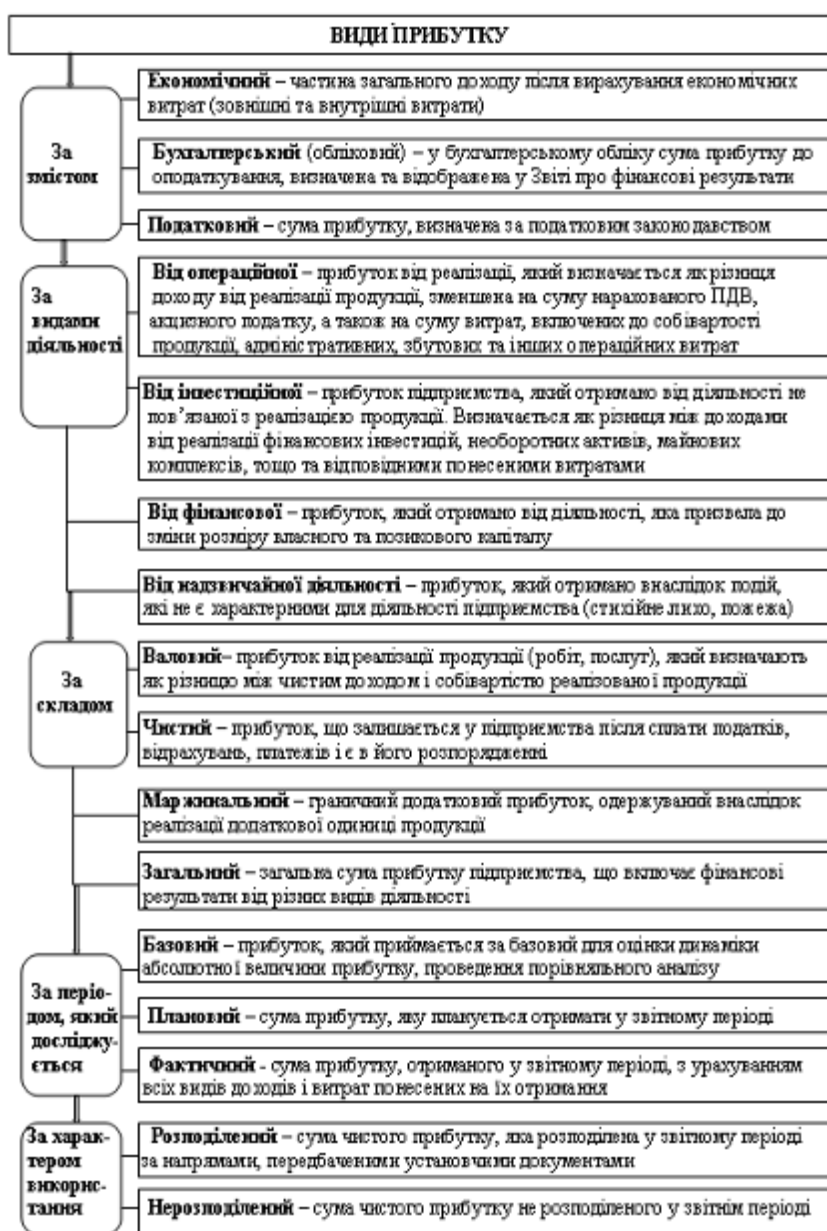 ВИДИ ПРИБУТКУ
За
змістом
Економічний – частина загального доходу після вирахування економічних
витрат (зовнішні та внутрішні витрати)
Бухгалтерський (обліковий) – у бухгалтерському обліку сума прибутку до
оподаткування, визначена та відображена у Звіті про фінансові результати
Податковий – сума прибутку, визначена за податковим законодавством
За
видами
діяльності
Від операційної – прибуток від реалізації, який визначається як різниця
доходу від реалізації продукції, зменшена на суму нарахованого ПДВ,
акцизного податку, а також на суму витрат, включених до собівартості
продукції, адміністративних, збутових та інших операційних витрат
Від інвестиційної – прибуток підприємства, який отримано від діяльності не
пов’язаної з реалізацією продукції. Визначається як різниця між доходами
від реалізації фінансових інвестицій, необоротних активів, майнових
комплексів, тощо та відповідними понесеними витратами
Від фінансової – прибуток, який отримано від діяльності, яка призвела до
зміни розміру власного та позикового капіталу
Від надзвичайної діяльності – прибуток, який отримано внаслідок подій,
які не є характерними для діяльності підприємства (стихійне лихо, пожежа)
За
складом
Валовий– прибуток від реалізації продукції (робіт, послуг), який визначають
як різницю між чистим доходом і собівартістю реалізованої продукції
Чистий – прибуток, що залишається у підприємства після сплати податків,
відрахувань, платежів і є в його розпорядженні
Маржинальний – граничний додатковий прибуток, одержуваний внаслідок
реалізації додаткової одиниці продукції
Загальний – загальна сума прибутку підприємства, що включає фінансові
результати від різних видів діяльності
За періо-
дом, який
досліджу-
ється
Базовий – прибуток, який приймається за базовий для оцінки динаміки
абсолютної величини прибутку, проведення порівняльного аналізу
Плановий – сума прибутку, яку планується отримати у звітному періоді
Фактичний - сума прибутку, отриманого у звітному періоді, з урахуванням
всіх видів доходів і витрат понесених на їх отримання
За харак-
тером
викорис-
тання
Розподілений – сума чистого прибутку, яка розподілена у звітному періоді
за напрямами, передбаченими установчими документами
Нерозподілений – сума чистого прибутку не розподіленого у звітнім періоді